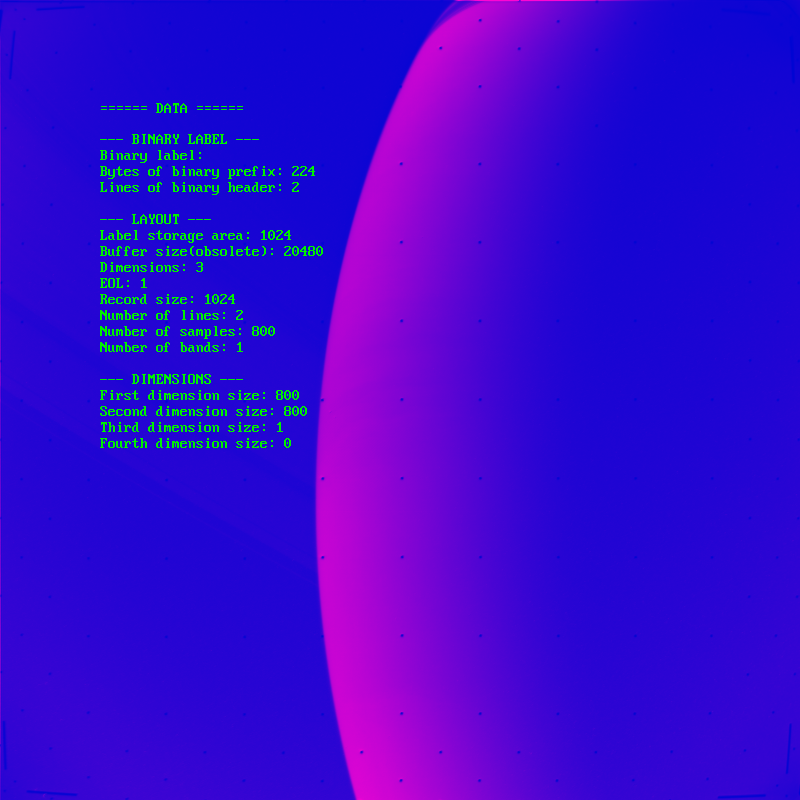 ====== DATA ======
--- BINARY LABEL ---
Binary label:
Bytes of binary prefix: 224
Lines of binary header: 2
--- LAYOUT ---
Label storage area: 1024
Buffer size(obsolete): 20480
Dimensions: 3
EOL: 1
Record size: 1024
Number of lines: 2
Number of samples: 800
Number of bands: 1
--- DIMENSIONS ---
First dimension size: 800
Second dimension size: 800
Third dimension size: 1
Fourth dimension size: 0